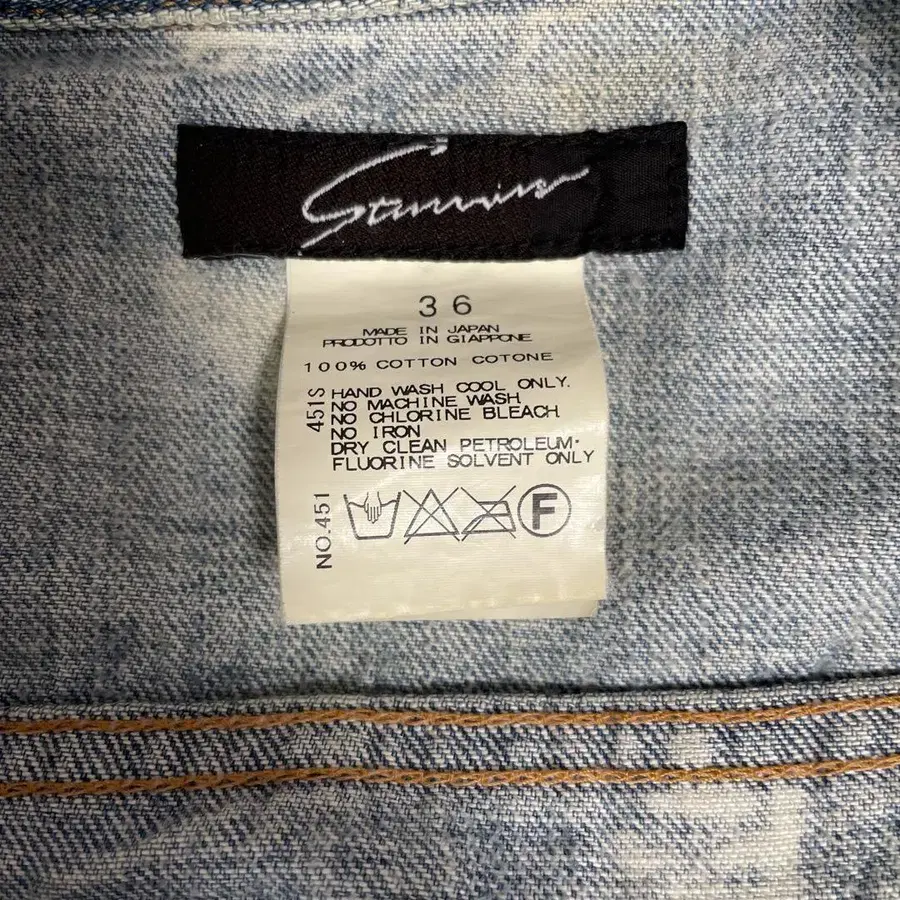 36
MADE IN JAPAN
PRODOTTO IN GIAPPONE
100% COTTON COTONE
HAND WASH COOL ONLY.
NO MACHINE WASH
NO CHLORINE BLEACH
NO IRON
DRY CLEAN PETROLEUM·
FLUORINE SOLVENT ONLY
NO.451 451S
F